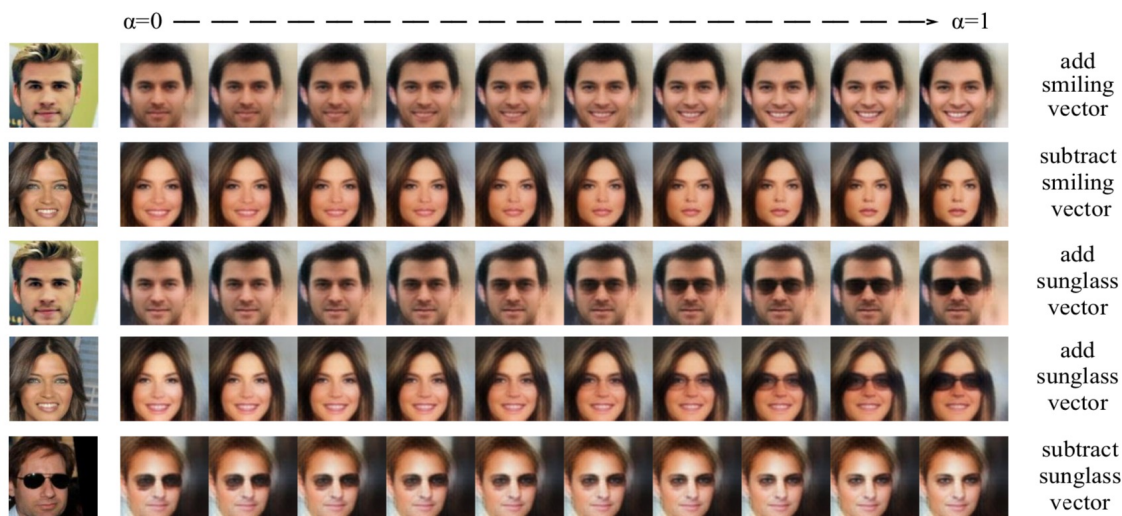 α=0 α=1
add
smiling
vector
subtract
smiling
vector
add
sunglass
vector
add
sunglass
vector
subtract
sunglass
vector